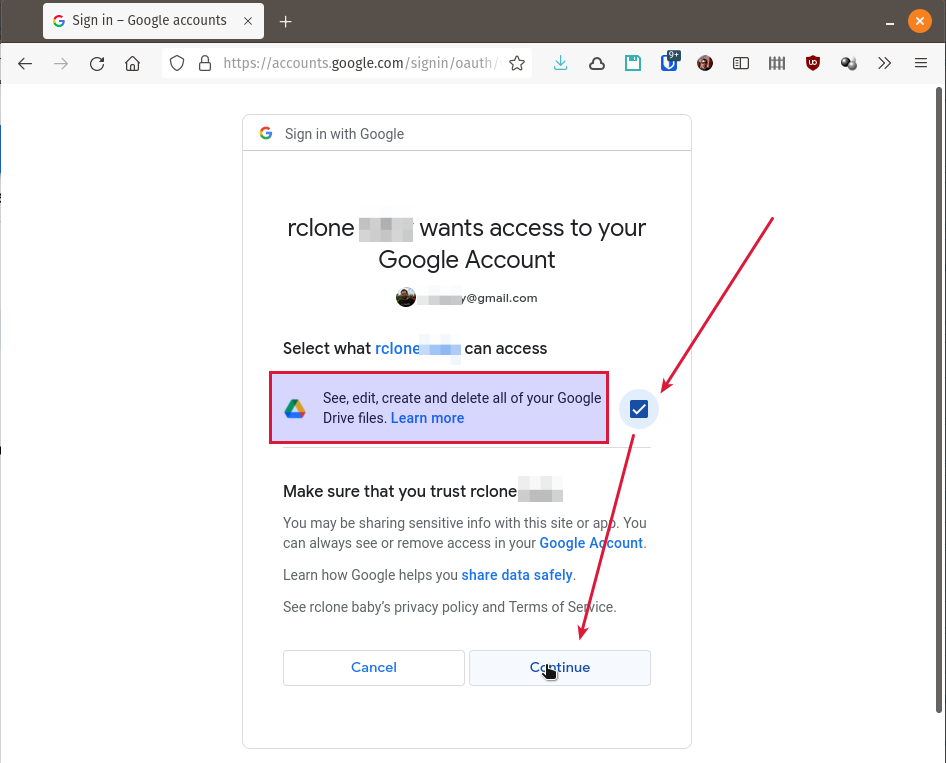 Sign in – Google accounts
https://accounts.google.com/signin/oauth/
9+
Sign in with Google
rclone wants access to your
Google Account
y@gmail.com
Select what rclone can access
See, edit, create and delete all of your Google
Drive files. Learn more
Make sure that you trust rclone
You may be sharing sensitive info with this site or app. You
can always see or remove access in your Google Account.
Learn how Google helps you share data safely.
See rclone baby's privacy policy and Terms of Service.
Cancel
Continue